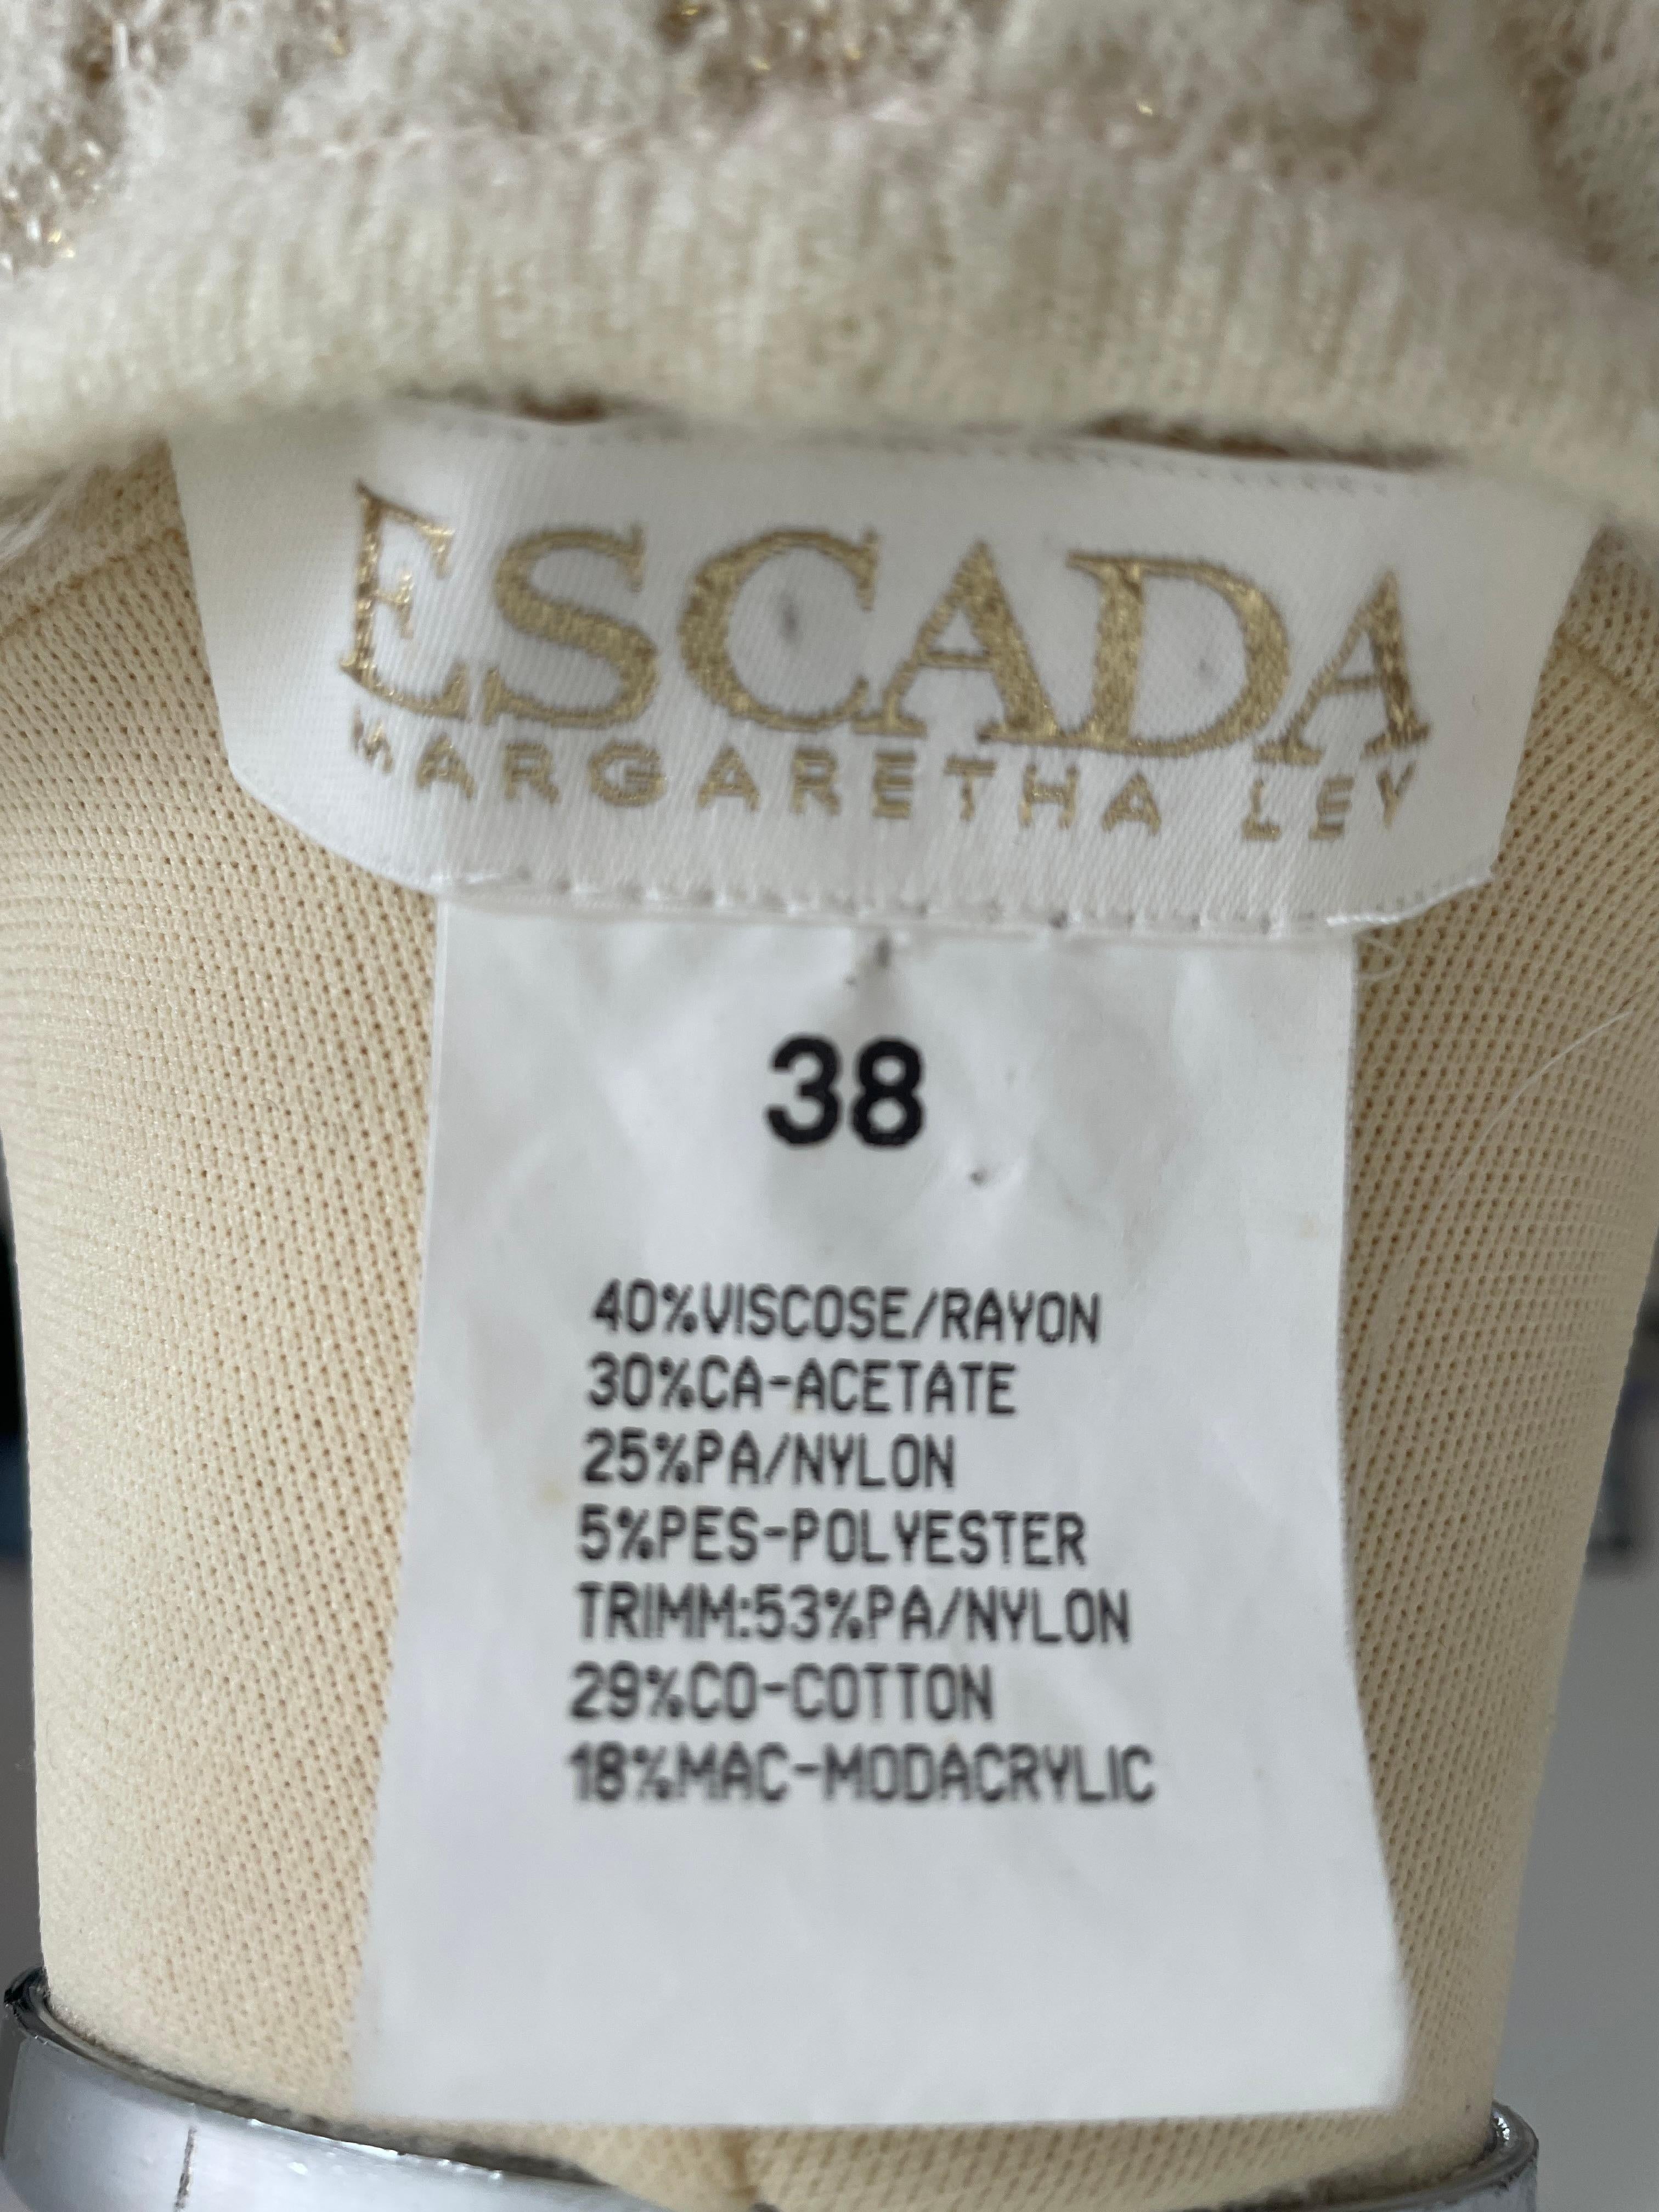 ESCADA
MARGARETHA LEY
38
40%VISCOSE/RAYON
30%CA-ACETATE
25%PA/NYLON
5%PES-POLYESTER
TRIMM:53%PA/NYLON
29%CO-COTTON
18%MAC-MODACRYLIC